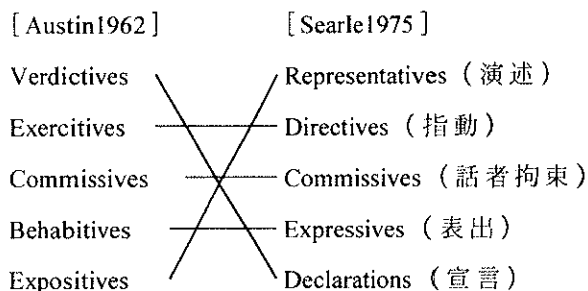 [Austin1962] [Searle1975]
Verdictives Representatives（演述）
Exercitives Directives（指動）
Commissives Commissives（話者拘束）
Behabitives Expressives（表出）
Expositives Declarations（宣言）